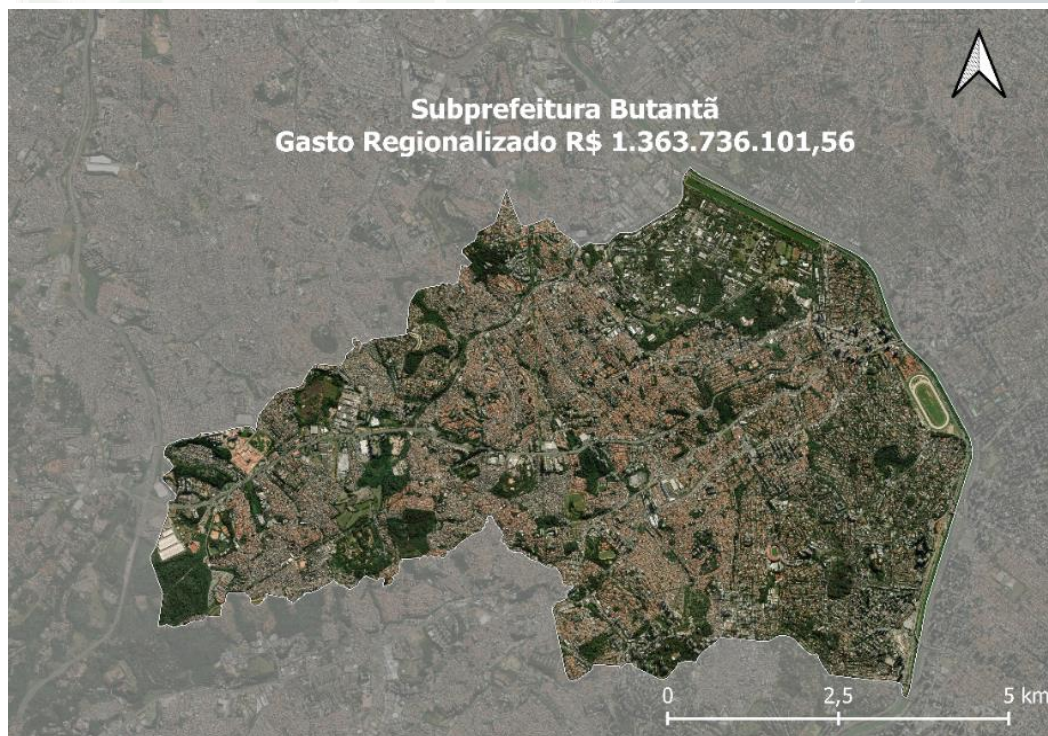 Subprefeitura Butantã
Gasto Regionalizado R$ 1.363.736.101,56
0 2,5 5 km